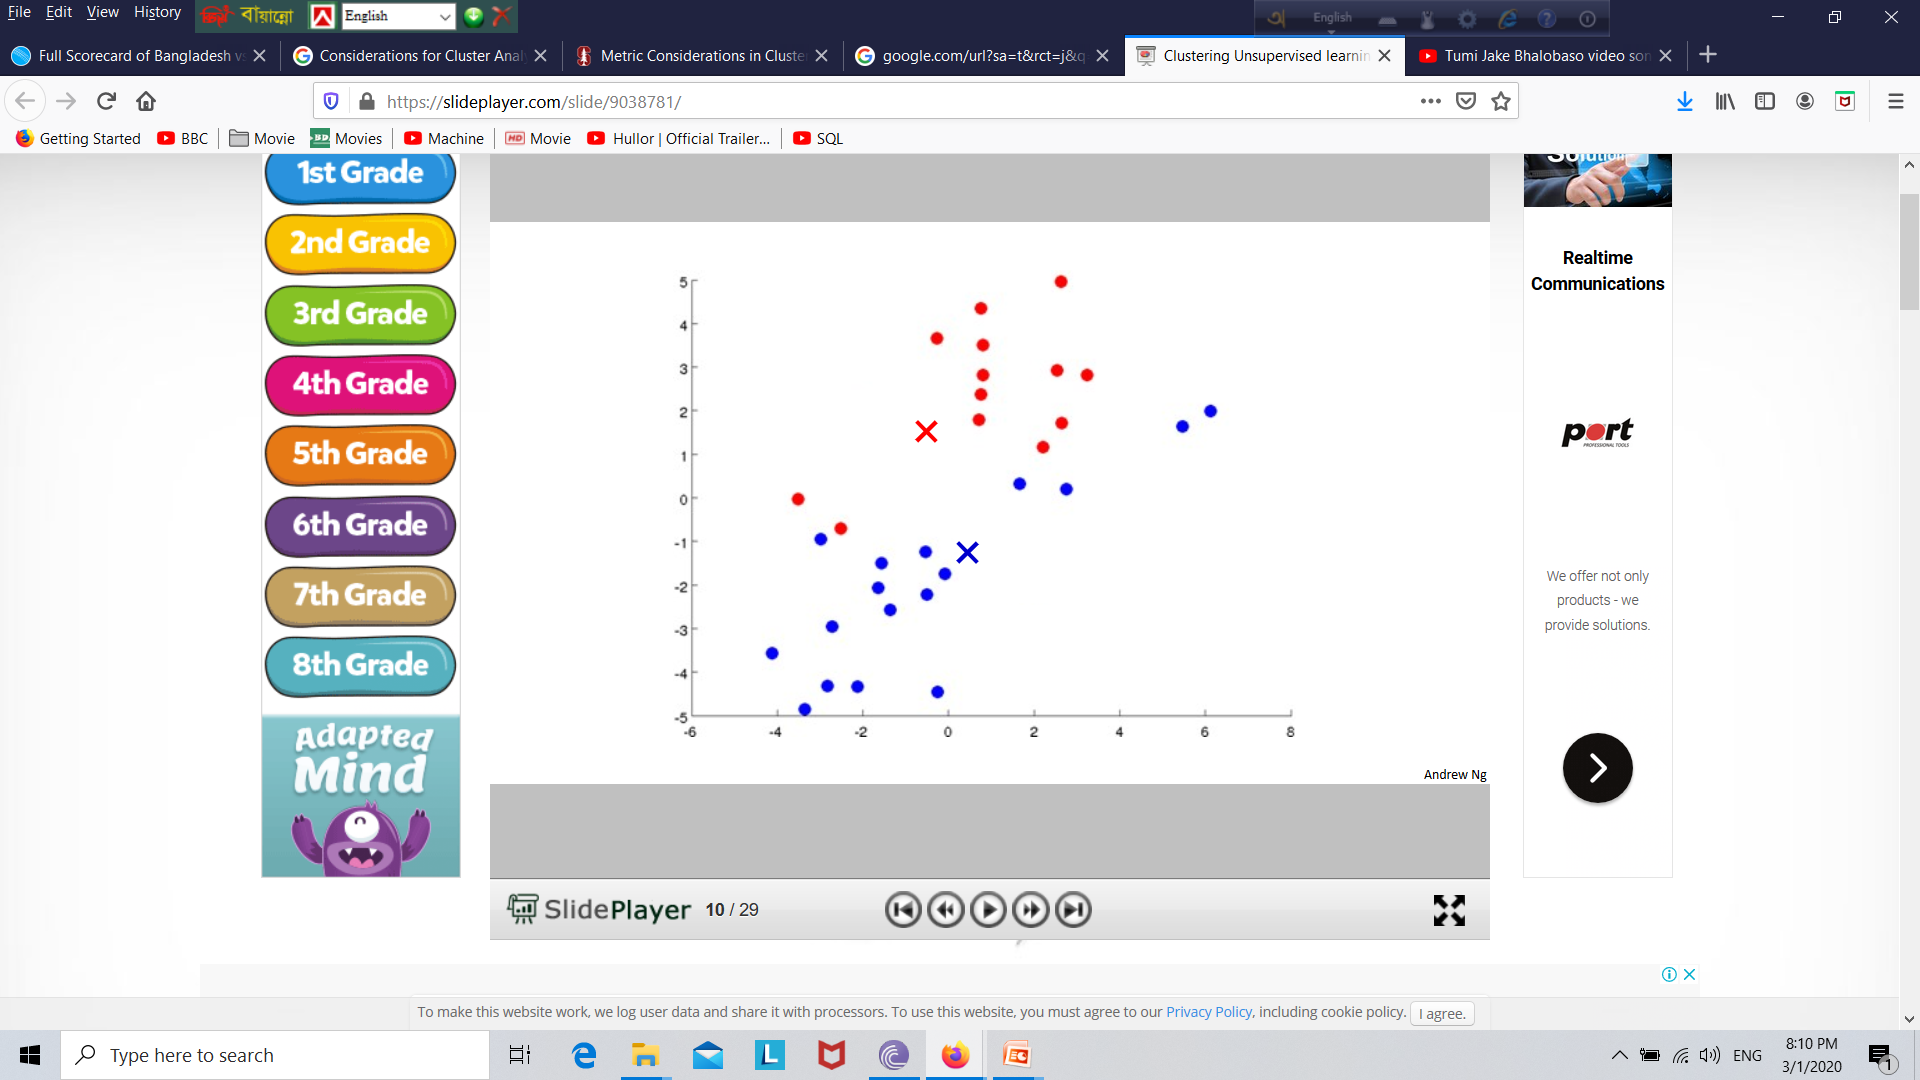 File Edit View History
বাঁয়ান্নো
English
English
Full Scorecard of Bangladesh v
Considerations for Cluster Anal
Metric Considerations in Cluste
google.com/url?sa=t&rct=j&q
Clustering Unsupervised learnin
Tumi Jake Bhalobaso video son
https://slideplayer.com/slide/9038781/
Getting Started
BBC
Movie
Movies
Machine
HD Movie
Hullor | Official Trailer...
SQL
1st Grade
2nd Grade
3rd Grade
4th Grade
5th Grade
6th Grade
7th Grade
8th Grade
Adapted
Mind
5
4
3
2
1
0
-1
-2
-3
-4
-5
-6 -4 -2 0 2 4 6 8
Andrew Ng
SlidePlayer 10 / 29
Solution
Realtime
Communications
port
PROFESSIONAL TOOLS
We offer not only
products - we
provide solutions.
To make this website work, we log user data and share it with processors. To use this website, you must agree to our Privacy Policy, including cookie policy. I agree.
Type here to search
ENG
8:10 PM
3/1/2020
1